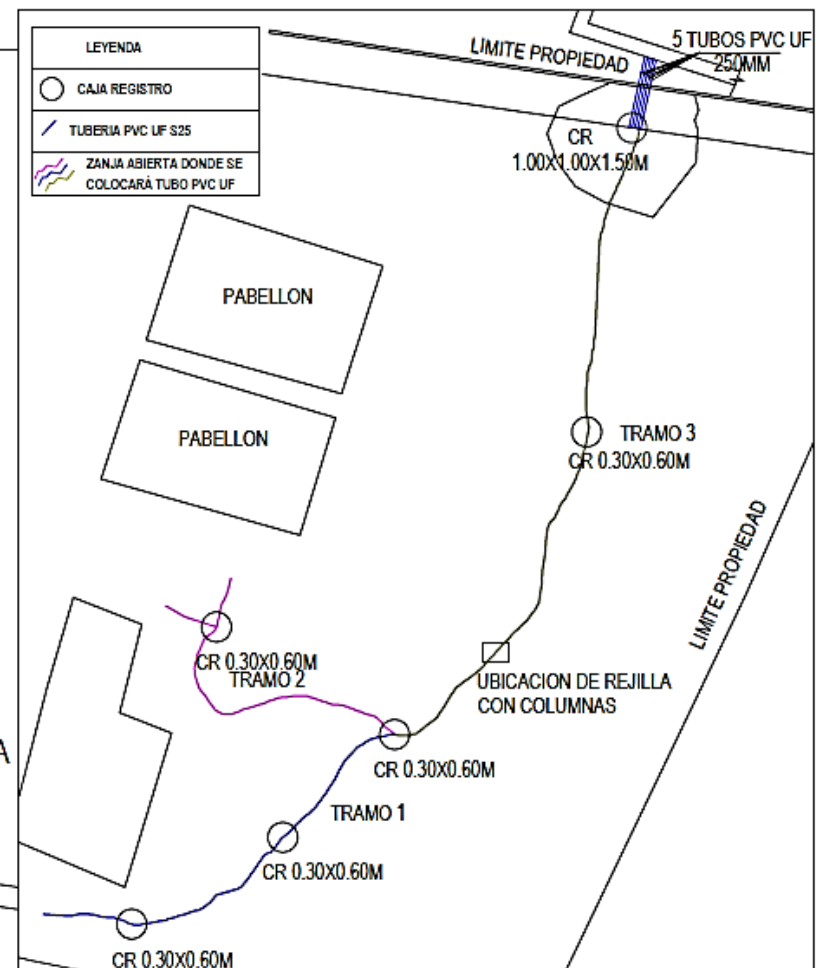 LEYENDA
CAJA REGISTRO
TUBERIA PVC UF S25
ZANJA ABIERTA DONDE SE
COLOCARÁ TUBO PVC UF
LIMITE PROPIEDAD
5 TUBOS PVC UF
250MM
CR
1.00X1.00X1.50M
PABELLON
PABELLON
TRAMO 3
CR 0.30X0.60M
LIMITE PROPIEDAD
CR 0.30X0.60M
TRAMO 2
UBICACION DE REJILLA
CON COLUMNAS
A
CR 0.30X0.60M
TRAMO 1
CR 0.30X0.60M
CR 0.30X0.60M